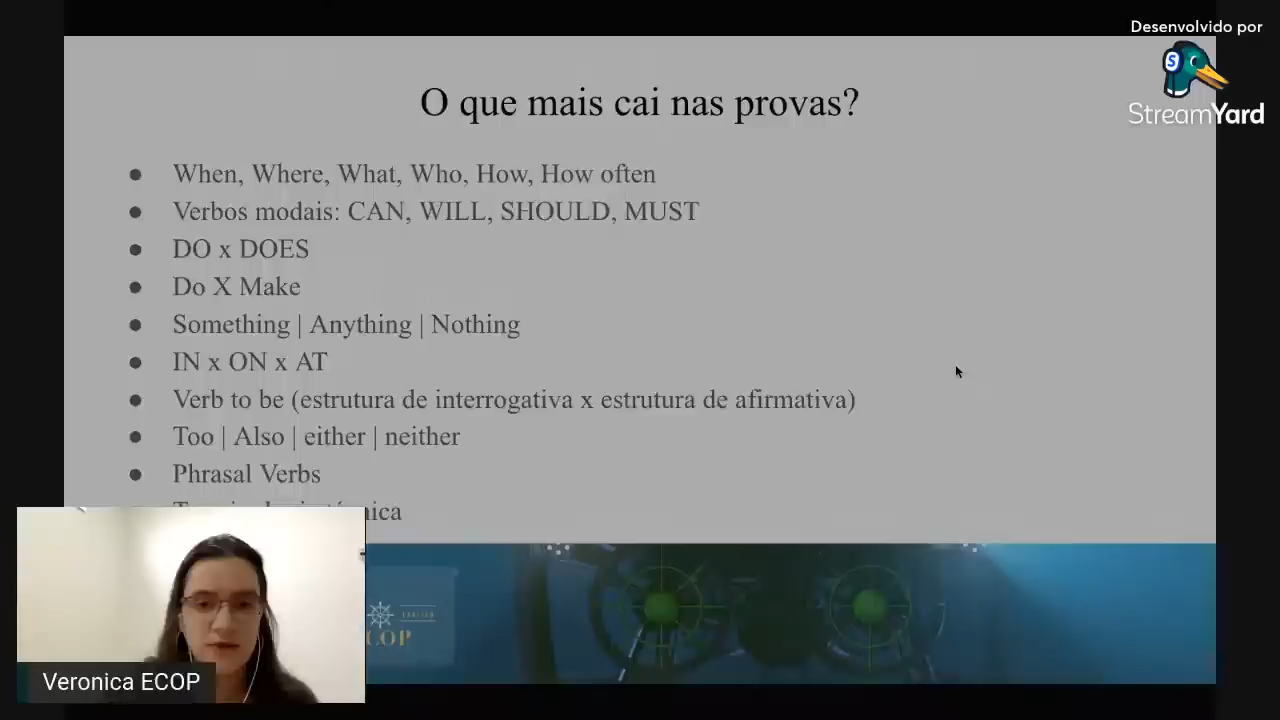 Desenvolvido por
StreamYard
O que mais cai nas provas?
● When, Where, What, Who, How, How often
● Verbos modais: CAN, WILL, SHOULD, MUST
● DO x DOES
● Do X Make
● Something | Anything | Nothing
● IN x ON x AT
● Verb to be (estrutura de interrogativa x estrutura de afirmativa)
● Too | Also | either | neither
● Phrasal Verbs
ENGLISH
COP
Veronica ECOP